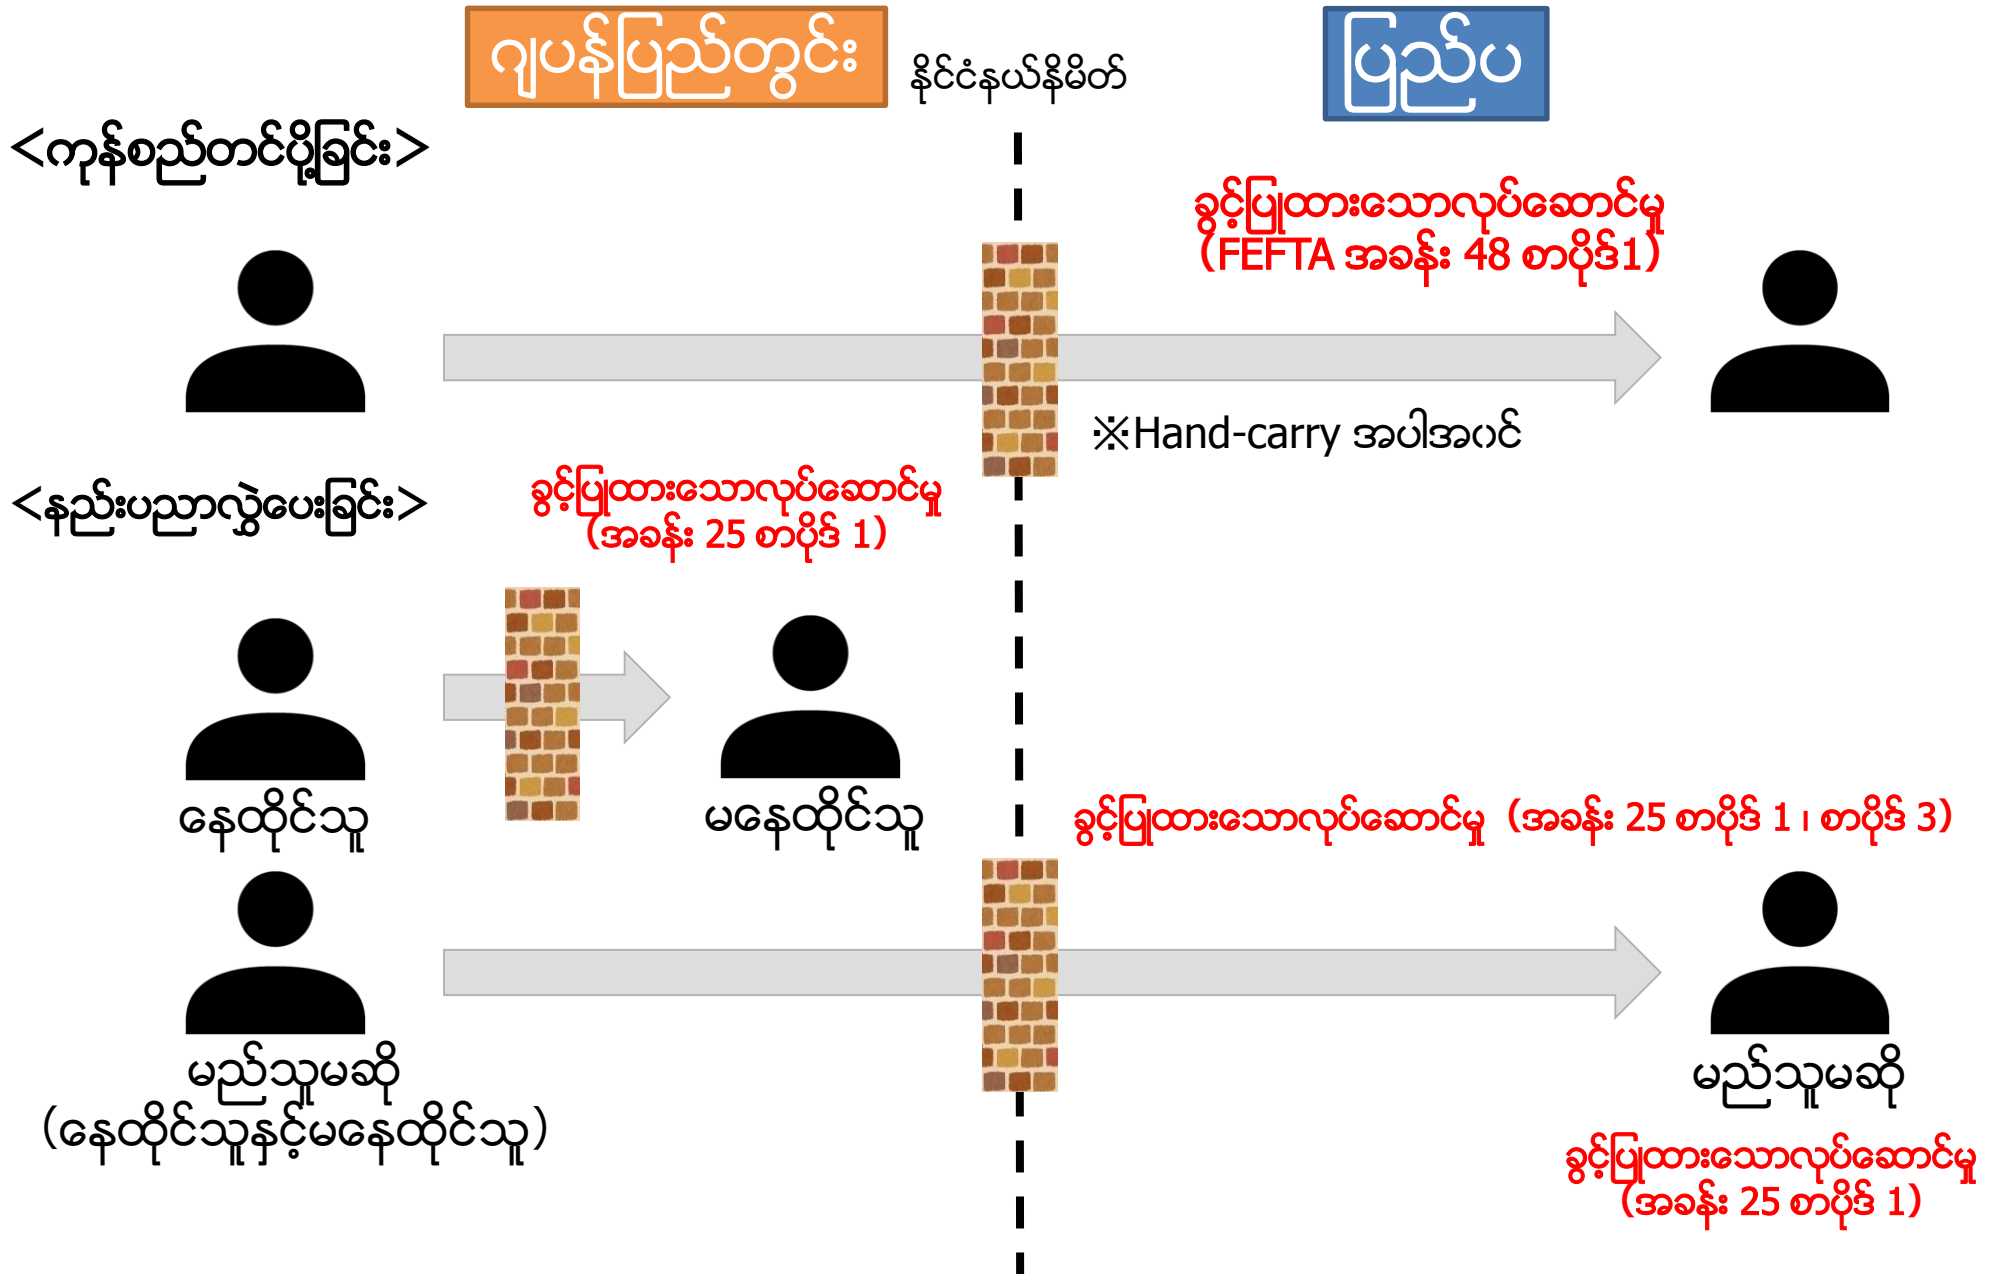 ဂျပန်ပြည်တွင်း
နိုင်ငံနယ်နိမိတ်
ပြည်ပ
<ကုန်စည်တင်ပို့ခြင်း>
ခွင့်ပြုထားသောလုပ်ဆောင်မှု
(FEFTA အခန်း 48 စာပိုဒ်1)
※Hand-carry အပါအဝင်
<နည်းပညာလွှဲပေးခြင်း>
ခွင့်ပြုထားသောလုပ်ဆောင်မှု
(အခန်း 25 စာပိုဒ် 1)
နေထိုင်သူ
မနေထိုင်သူ
ခွင့်ပြုထားသောလုပ်ဆောင်မှု (အခန်း 25 စာပိုဒ် 1 ၊ စာပိုဒ် 3)
မည်သူမဆို
(နေထိုင်သူနှင့်မနေထိုင်သူ)
မည်သူမဆို
ခွင့်ပြုထားသောလုပ်ဆောင်မှု
(အခန်း 25 စာပိုဒ် 1)